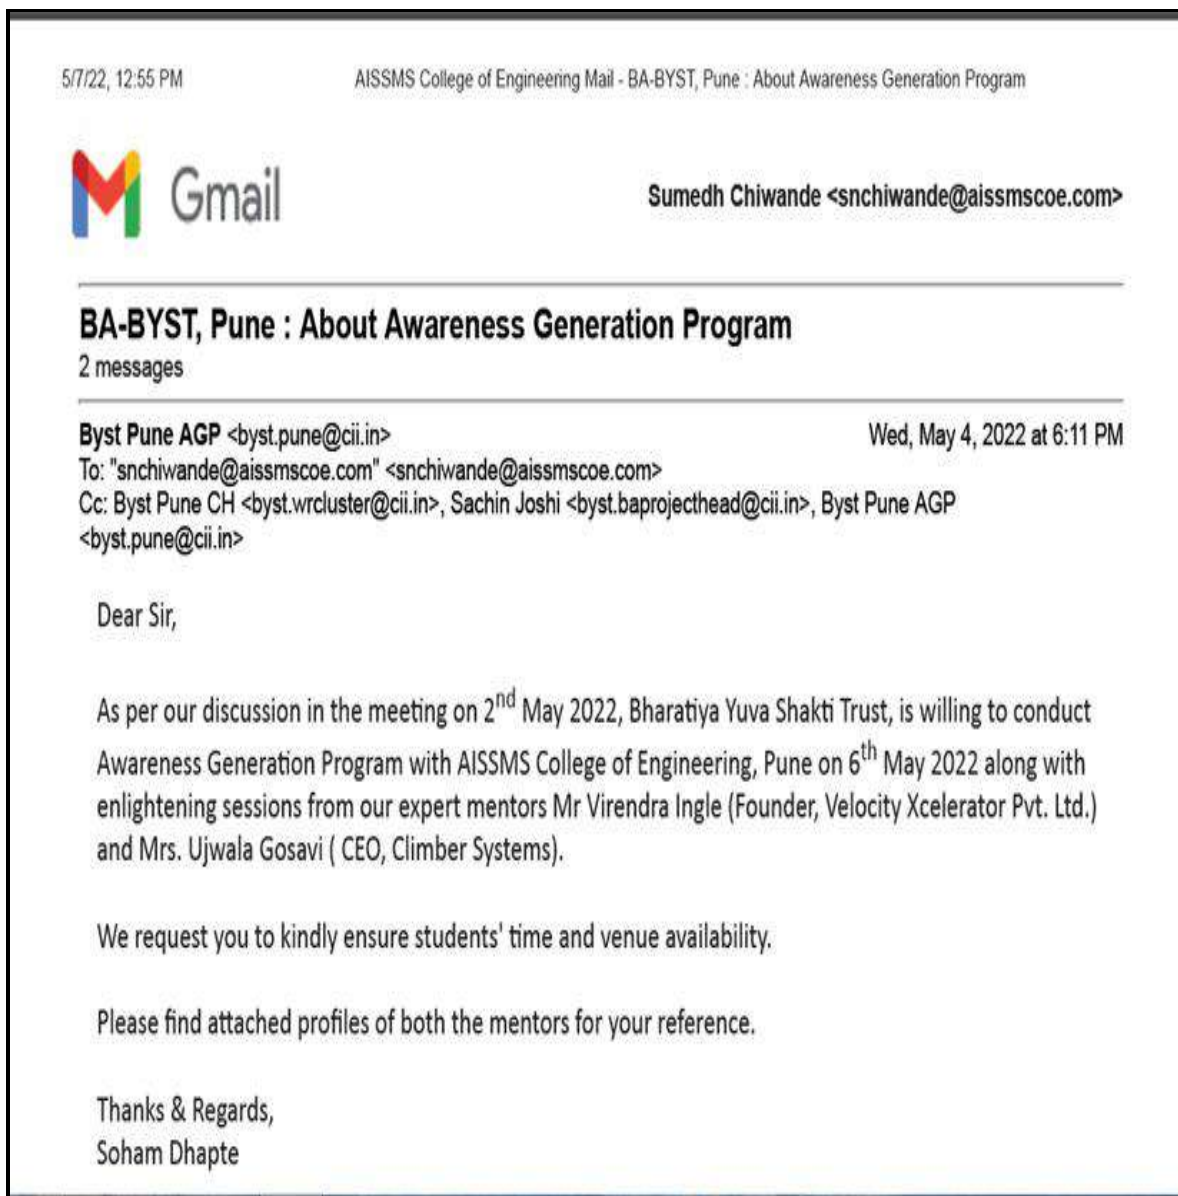 5/7/22, 12:55 PM AISSMS College of Engineering Mail - BA-BYST, Pune : About Awareness Generation Program
Gmail Sumedh Chiwande <snchiwande@aissmscoe.com>
BA-BYST, Pune : About Awareness Generation Program
2 messages
Byst Pune AGP <byst.pune@cii.in> Wed, May 4, 2022 at 6:11 PM
To: "snchiwande@aissmscoe.com" <snchiwande@aissmscoe.com>
Cc: Byst Pune CH <byst.wrcluster@cii.in>, Sachin Joshi <byst.baprojecthead@cii.in>, Byst Pune AGP
<byst.pune@cii.in>
Dear Sir,
As per our discussion in the meeting on 2nd May 2022, Bharatiya Yuva Shakti Trust, is willing to conduct
Awareness Generation Program with AISSMS College of Engineering, Pune on 6th May 2022 along with
enlightening sessions from our expert mentors Mr Virendra Ingle (Founder, Velocity Xcelerator Pvt. Ltd.)
and Mrs. Ujwala Gosavi ( CEO, Climber Systems).
We request you to kindly ensure students' time and venue availability.
Please find attached profiles of both the mentors for your reference.
Thanks & Regards,
Soham Dhapte